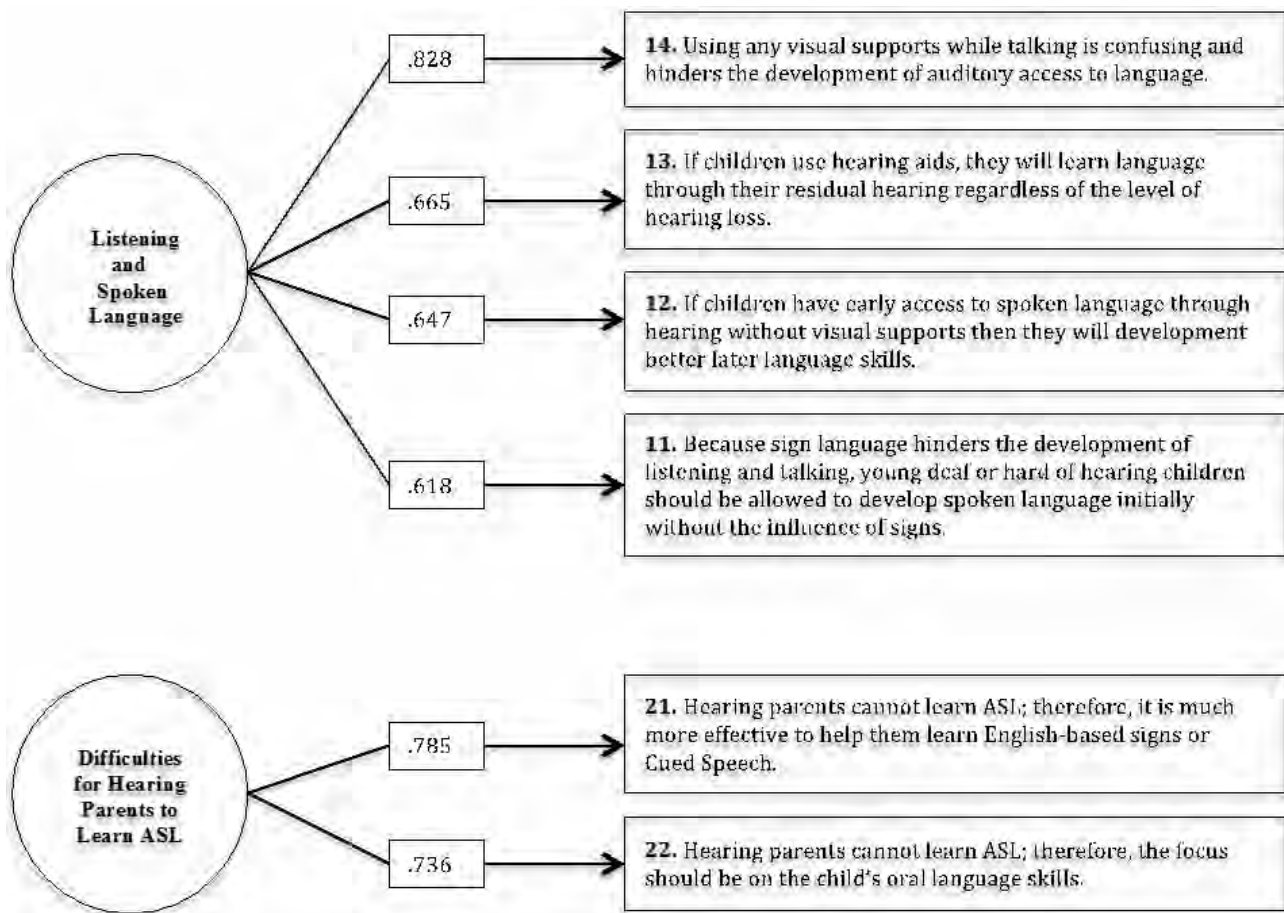 Listening
and
Spoken
Language
.828
14. Using any visual supports while talking is confusing and
hinders the development of auditory access to language.
.665
13. If children use hearing aids, they will learn language
through their residual hearing regardless of the level of
hearing loss.
.647
12. If children have early access to spoken language through
hearing without visual supports then they will development
better later language skills.
.618
11. Because sign language hinders the development of
listening and talking, young deaf or hard of hearing children
should be allowed to develop spoken language initially
without the influence of signs.
Difficulties
for Hearing
Parents to
Learn ASL
.785
21. Hearing parents cannot learn ASL; therefore, it is much
more effective to help them learn English-based signs or
Cued Speech.
.736
22. Hearing parents cannot learn ASL; therefore, the focus
should be on the child's oral language skills.